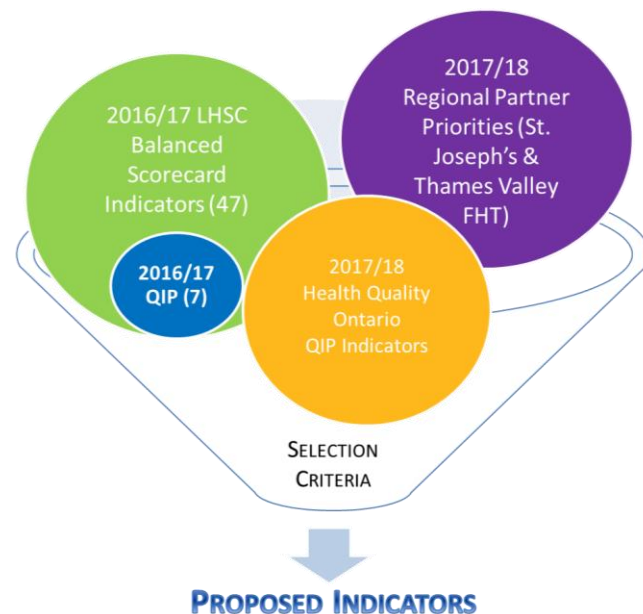 2016/17 LHSC
Balanced
Scorecard
Indicators (47)
2016/17
QIP (7)
2017/18
Regional Partner
Priorities (St.
Joseph's &
Thames Valley
FHT)
2017/18
Health Quality
Ontario
QIP Indicators
SELECTION
CRITERIA
PROPOSED INDICATORS